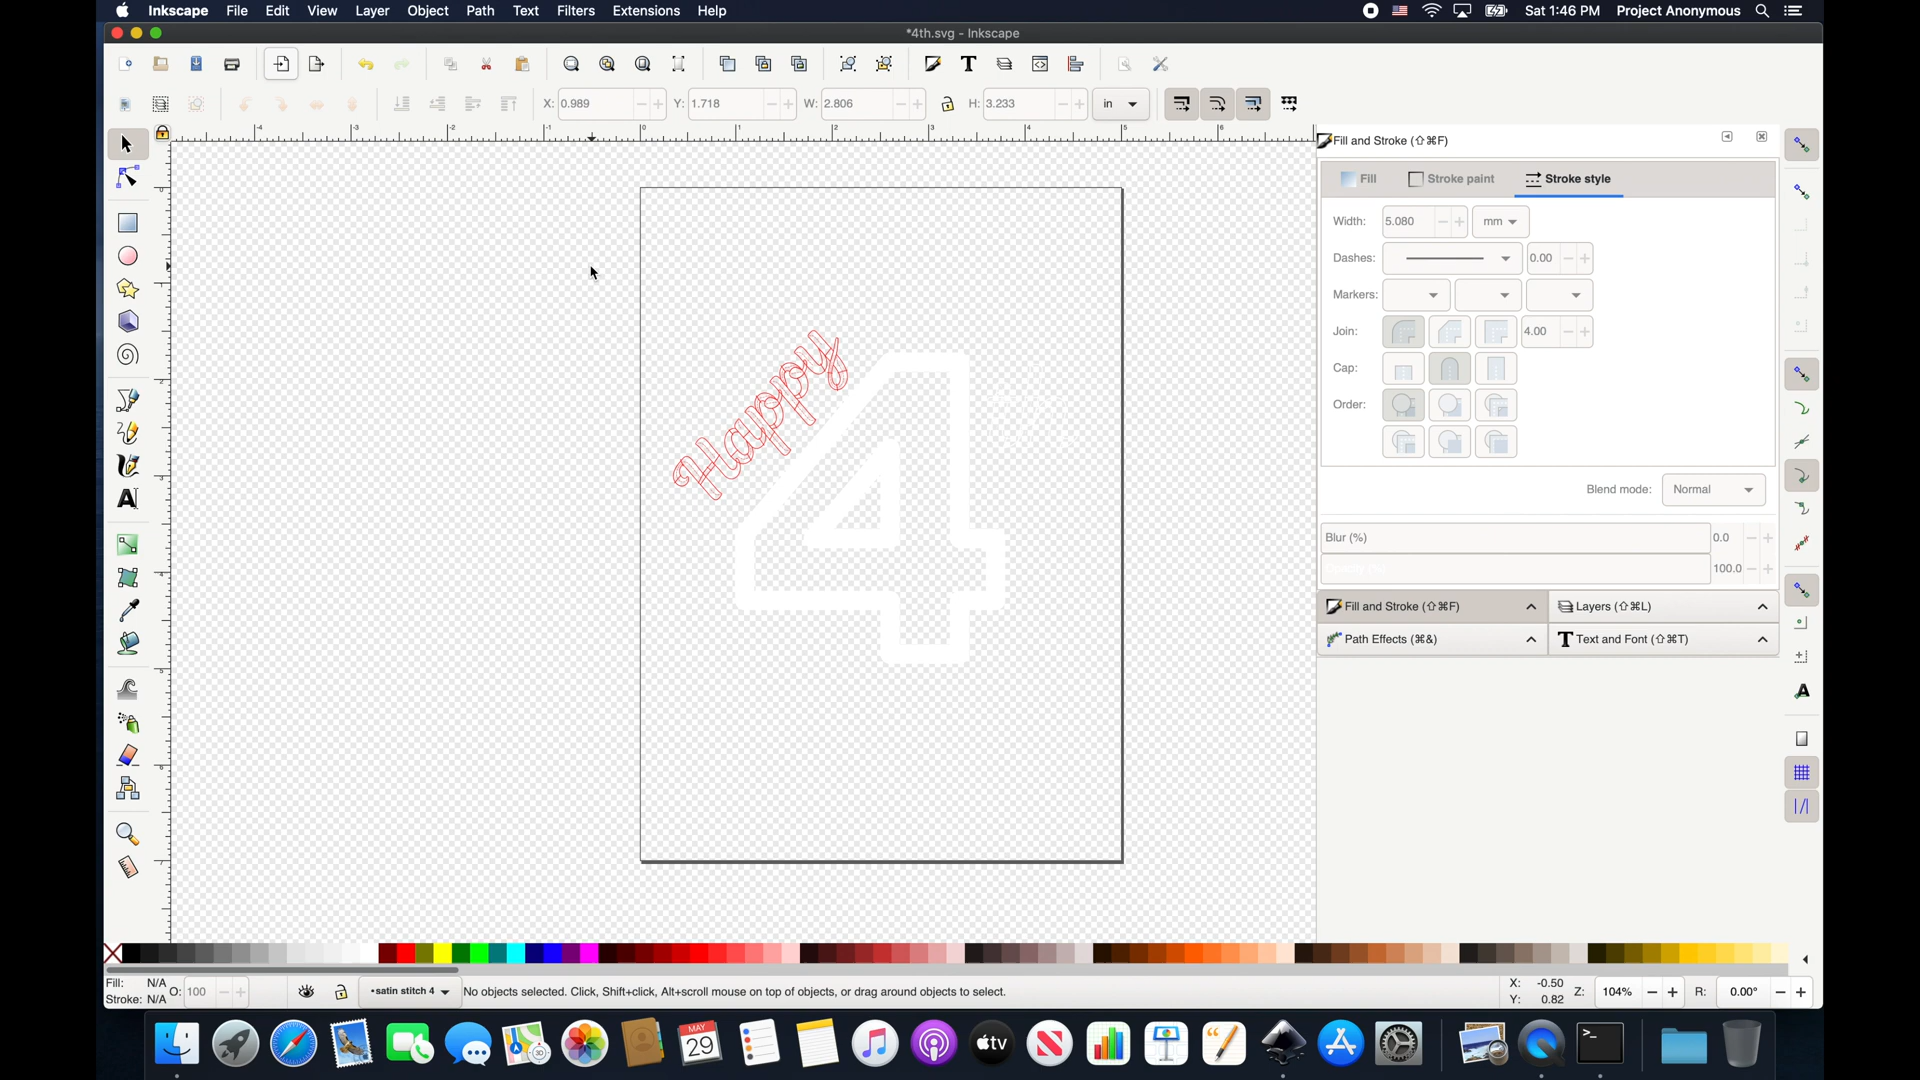 Inkscape File Edit View Layer Object Path Text Filters Extensions Help Sat 1:46 PM Project Anonymous
*4th.svg - Inkscape
X: 0.989 Y: 1.718 W: 2.806 H: 3.233 in
Fill and Stroke (⇧⌘F)
Fill Stroke paint Stroke style
Width: 5.080 mm
Dashes: 0.00
Markers:
Join: 4.00
Cap:
Order:
Blend mode: Normal
Blur (%) 0.0
Opacity (%) 100.0
Fill and Stroke (⇧⌘F) Layers (⇧⌘L)
Path Effects (⌘&) Text and Font (⇧⌘T)
Happy
4
Fill: N/A
Stroke: N/A
O: 100
•satin stitch 4
No objects selected. Click, Shift+click, Alt+scroll mouse on top of objects, or drag around objects to select.
X: -0.50
Y: 0.82
Z: 104%
R: 0.00°
MAY
29
tv